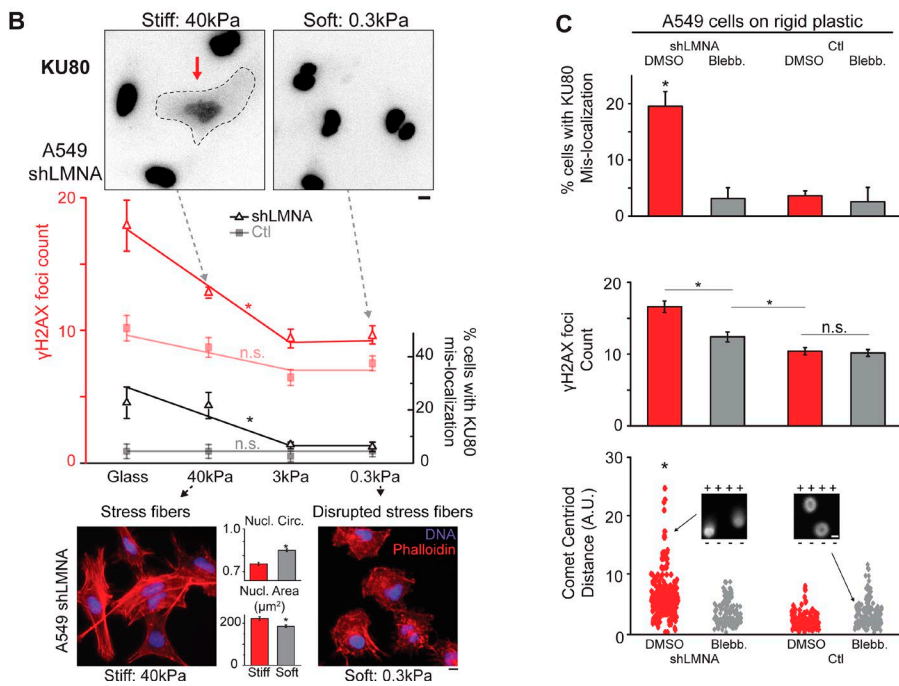 B
Stiff: 40kPa
Soft: 0.3kPa
KU80
A549
shLMNA
γH2AX foci count
20
10
0
shLMNA
Ctl
*
n.s.
*
n.s.
% cells with KU80
mis-localization
40
20
0
Glass
40kPa
3kPa
0.3kPa
Stress fibers
Disrupted stress fibers
A549 shLMNA
Nucl. Circ.
1.0
0.7
*
Nucl. Area
(μm²)
200
0
*
Stiff
Soft
DNA
Phalloidin
Stiff: 40kPa
Soft: 0.3kPa
C
A549 cells on rigid plastic
shLMNA
Ctl
DMSO
Blebb.
DMSO
Blebb.
% cells with KU80
Mis-localization
20
10
0
*
γH2AX foci
Count
20
10
0
*
*
n.s.
Comet Centriod
Distance (A.U.)
30
20
10
0
*
+ + + +
- - - -
+ + + +
- - - -
DMSO
Blebb.
DMSO
Blebb.
shLMNA
Ctl